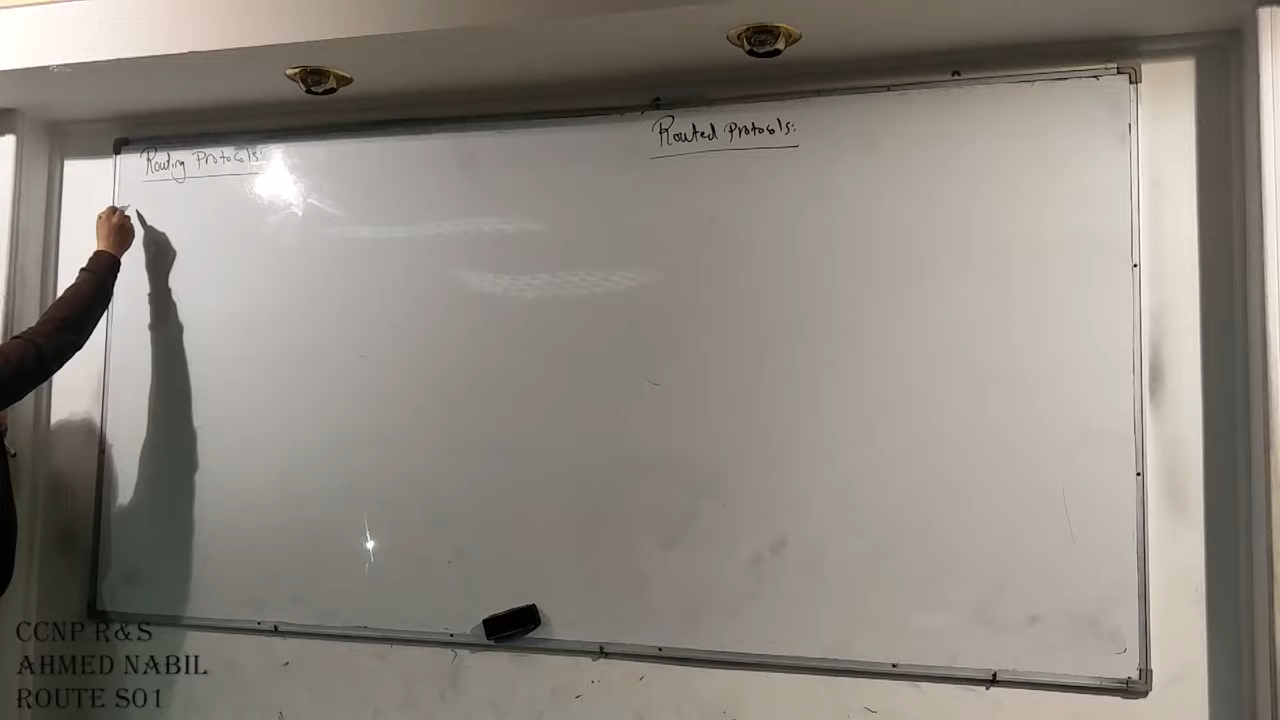 Routing Protocols:
Routed Protocols:
CCNP R&S
AHMED NABIL
ROUTE S01